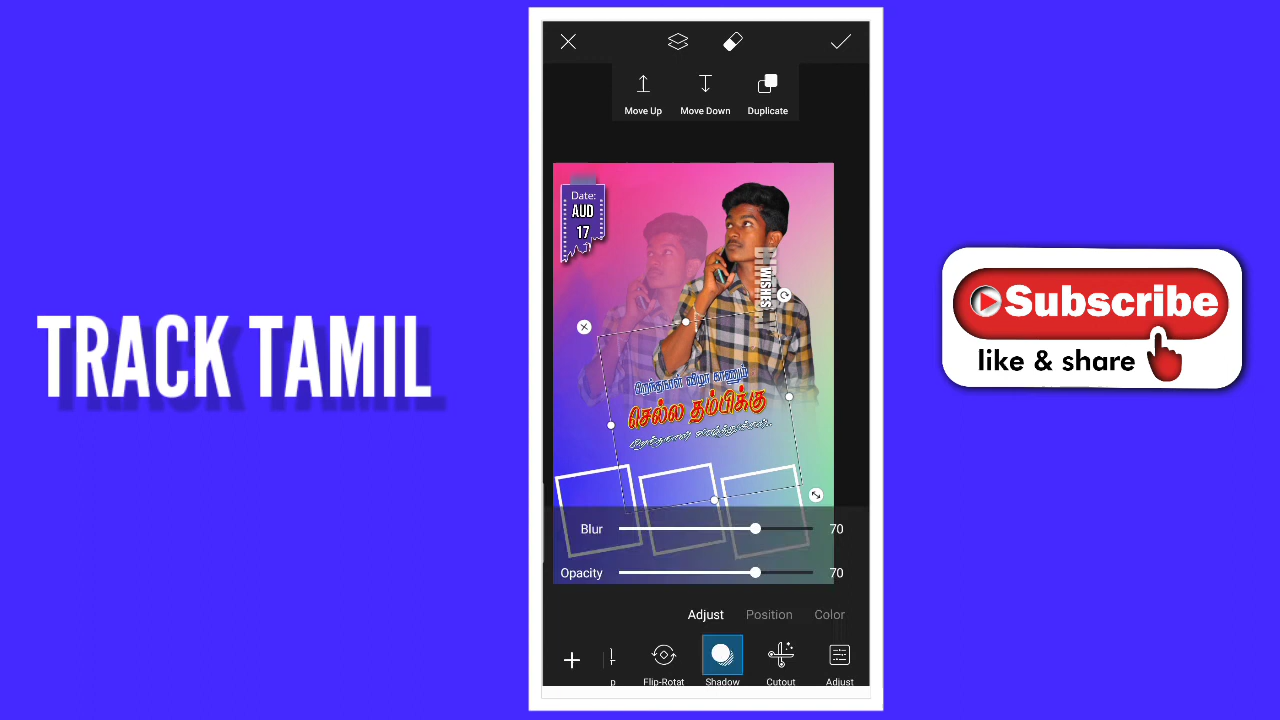 TRACK TAMIL
Move Up
Move Down
Duplicate
Date:
AUD
17
WISHES
செல்ல தம்பிக்கு
Blur
70
Opacity
70
Adjust
Position
Color
p
Flip-Rotat
Shadow
Cutout
Adjust
Subscribe
like & share